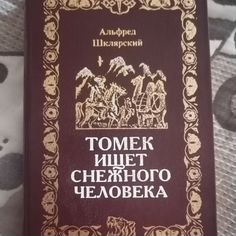 Альфред
Шклярский
ТОМЕК
ИЩЕТ
СНЕЖНОГО
ЧЕЛОВЕКА